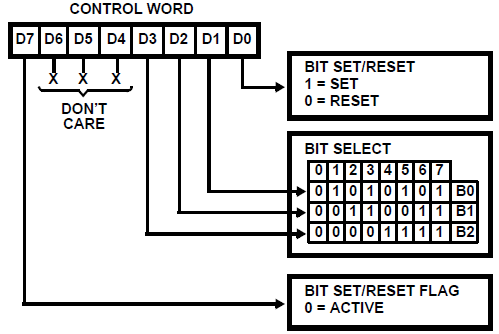 CONTROL WORD
D7 D6 D5 D4 D3 D2 D1 D0
X X X
DON'T
CARE
BIT SET/RESET
1 = SET
0 = RESET
BIT SELECT
0 1 2 3 4 5 6 7
0 1 0 1 0 1 0 1 B0
0 0 1 1 0 0 1 1 B1
0 0 0 0 1 1 1 1 B2
BIT SET/RESET FLAG
0 = ACTIVE